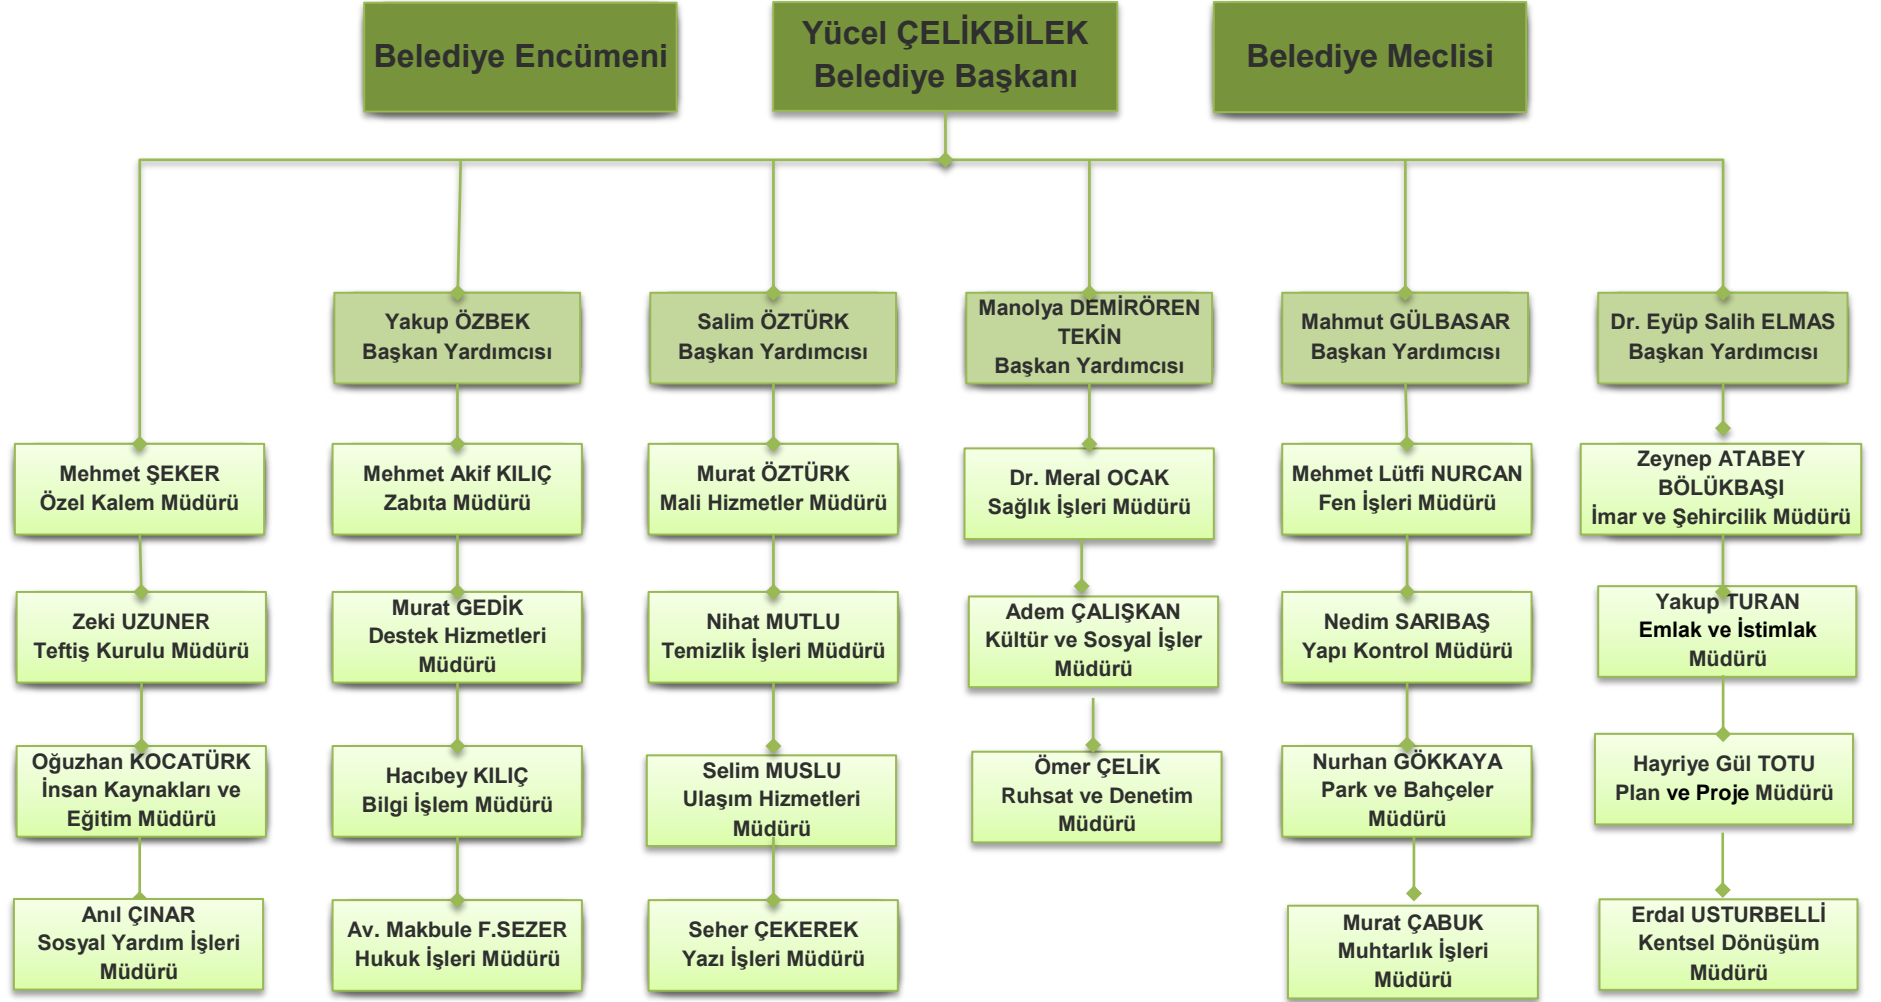 Belediye Encümeni
Yücel ÇELİKBİLEK
Belediye Başkanı
Belediye Meclisi
Yakup ÖZBEK
Başkan Yardımcısı
Salim ÖZTÜRK
Başkan Yardımcısı
Manolya DEMİRÖREN
TEKİN
Başkan Yardımcısı
Mahmut GÜLBASAR
Başkan Yardımcısı
Dr. Eyüp Salih ELMAS
Başkan Yardımcısı
Mehmet ŞEKER
Özel Kalem Müdürü
Mehmet Akif KILIÇ
Zabıta Müdürü
Murat ÖZTÜRK
Mali Hizmetler Müdürü
Dr. Meral OCAK
Sağlık İşleri Müdürü
Mehmet Lütfi NURCAN
Fen İşleri Müdürü
Zeynep ATABEY
BÖLÜKBAŞI
İmar ve Şehircilik Müdürü
Zeki UZUNER
Teftiş Kurulu Müdürü
Murat GEDİK
Destek Hizmetleri
Müdürü
Nihat MUTLU
Temizlik İşleri Müdürü
Adem ÇALIŞKAN
Kültür ve Sosyal İşler
Müdürü
Nedim SARIBAŞ
Yapı Kontrol Müdürü
Yakup TURAN
Emlak ve İstimlak
Müdürü
Oğuzhan KOCATÜRK
İnsan Kaynakları ve
Eğitim Müdürü
Hacıbey KILIÇ
Bilgi İşlem Müdürü
Selim MUSLU
Ulaşım Hizmetleri
Müdürü
Ömer ÇELİK
Ruhsat ve Denetim
Müdürü
Nurhan GÖKKAYA
Park ve Bahçeler
Müdürü
Hayriye Gül TOTU
Plan ve Proje Müdürü
Anıl ÇINAR
Sosyal Yardım İşleri
Müdürü
Av. Makbule F.SEZER
Hukuk İşleri Müdürü
Seher ÇEKEREK
Yazı İşleri Müdürü
Murat ÇABUK
Muhtarlık İşleri
Müdürü
Erdal USTURBELLİ
Kentsel Dönüşüm
Müdürü